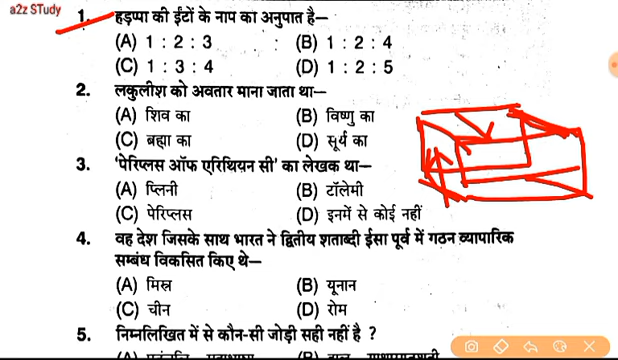 a2z STudy
1. हड़प्पा की ईंटों के नाप का अनुपात है—
(A) 1 : 2 : 3 (B) 1 : 2 : 4
(C) 1 : 3 : 4 (D) 1 : 2 : 5
2. लकुलीश को अवतार माना जाता था—
(A) शिव का (B) विष्णु का
(C) ब्रह्मा का (D) सूर्य का
3. 'पेरिप्लस ऑफ एरिथियन सी' का लेखक था—
(A) प्लिनी (B) टॉलेमी
(C) पेरिप्लस (D) इनमें से कोई नहीं
4. वह देश जिसके साथ भारत ने द्वितीय शताब्दी ईसा पूर्व में गठन व्यापारिक
सम्बंध विकसित किए थे—
(A) मिस्र (B) यूनान
(C) चीन (D) रोम
5. निम्नलिखित में से कौन-सी जोड़ी सही नहीं है ?